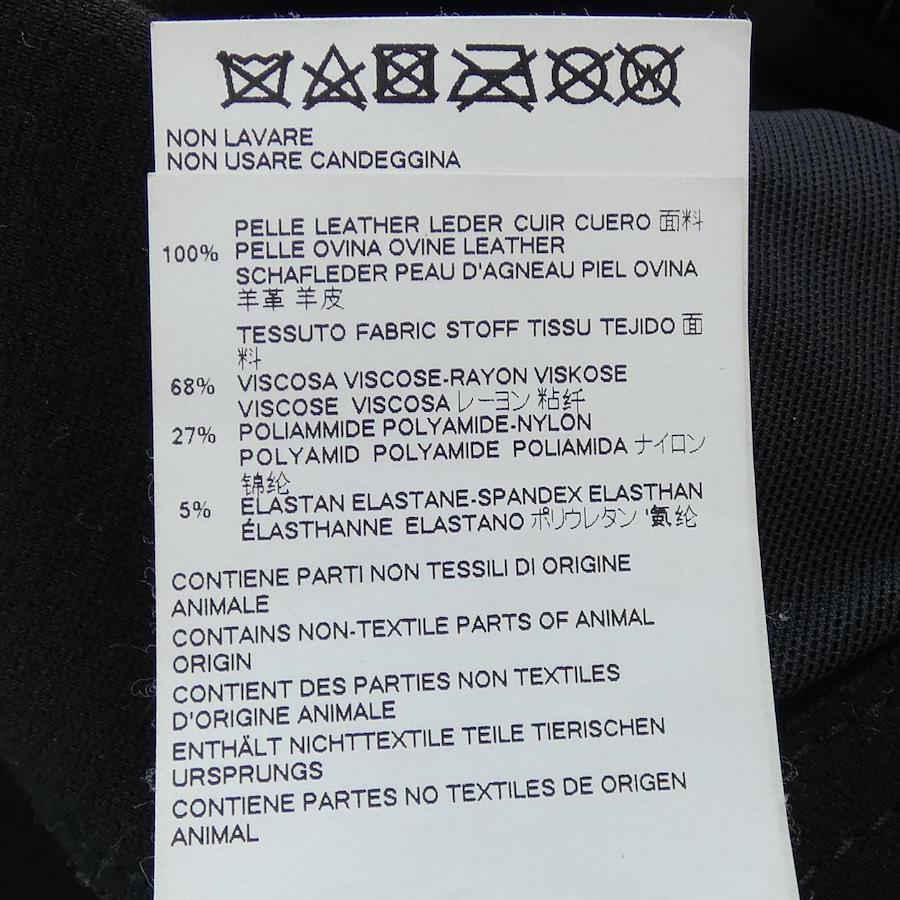 NON LAVARE
NON USARE CANDEGGINA
PELLE LEATHER LEDER CUIR CUERO 面料
100% PELLE OVINA OVINE LEATHER
SCHAFLEDER PEAU D'AGNEAU PIEL OVINA
羊革 羊皮
TESSUTO FABRIC STOFF TISSU TEJIDO 面
料
68% VISCOSA VISCOSE-RAYON VISKOSE
VISCOSE VISCOSA レーヨン 粘纤
27% POLIAMMIDE POLYAMIDE-NYLON
POLYAMID POLYAMIDE POLIAMIDA ナイロン
锦纶
5% ELASTAN ELASTANE-SPANDEX ELASTHAN
ÉLASTHANNE ELASTANO ポリウレタン '氨纶
CONTIENE PARTI NON TESSILI DI ORIGINE
ANIMALE
CONTAINS NON-TEXTILE PARTS OF ANIMAL
ORIGIN
CONTIENT DES PARTIES NON TEXTILES
D'ORIGINE ANIMALE
ENTHÄLT NICHTTEXTILE TEILE TIERISCHEN
URSPRUNGS
CONTIENE PARTES NO TEXTILES DE ORIGEN
ANIMAL